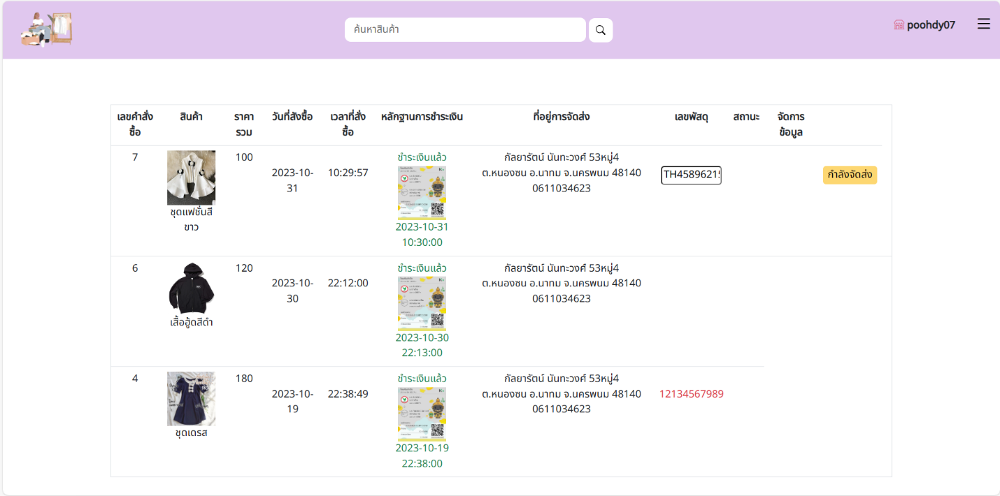 ค้นหาสินค้า
poohdy07
เลขคำสั่งซื้อ
สินค้า
ราคารวม
วันที่สังซื้อ
เวลาที่สั่งซื้อ
หลักฐานการชำระเงิน
ที่อยู่การจัดส่ง
เลขพัสดุ
สถานะ
จัดการข้อมูล
7
ชุดแฟชั่นสีขาว
100
2023-10-31
10:29:57
ชำระเงินแล้ว
2023-10-31
10:30:00
กัลยารัตน์ นันทะวงศ์ 53หมู่4
ต.หนองซน อ.นาทม จ.นครพนม 48140
0611034623
TH4589621
กำลังจัดส่ง
6
เสื้อฮู้ดสีดำ
120
2023-10-30
22:12:00
ชำระเงินแล้ว
2023-10-30
22:13:00
กัลยารัตน์ นันทะวงศ์ 53หมู่4
ต.หนองซน อ.นาทม จ.นครพนม 48140
0611034623
4
ชุดเดรส
180
2023-10-19
22:38:49
ชำระเงินแล้ว
2023-10-19
22:38:00
กัลยารัตน์ นันทะวงศ์ 53หมู่4
ต.หนองซน อ.นาทม จ.นครพนม 48140
0611034623
12134567989